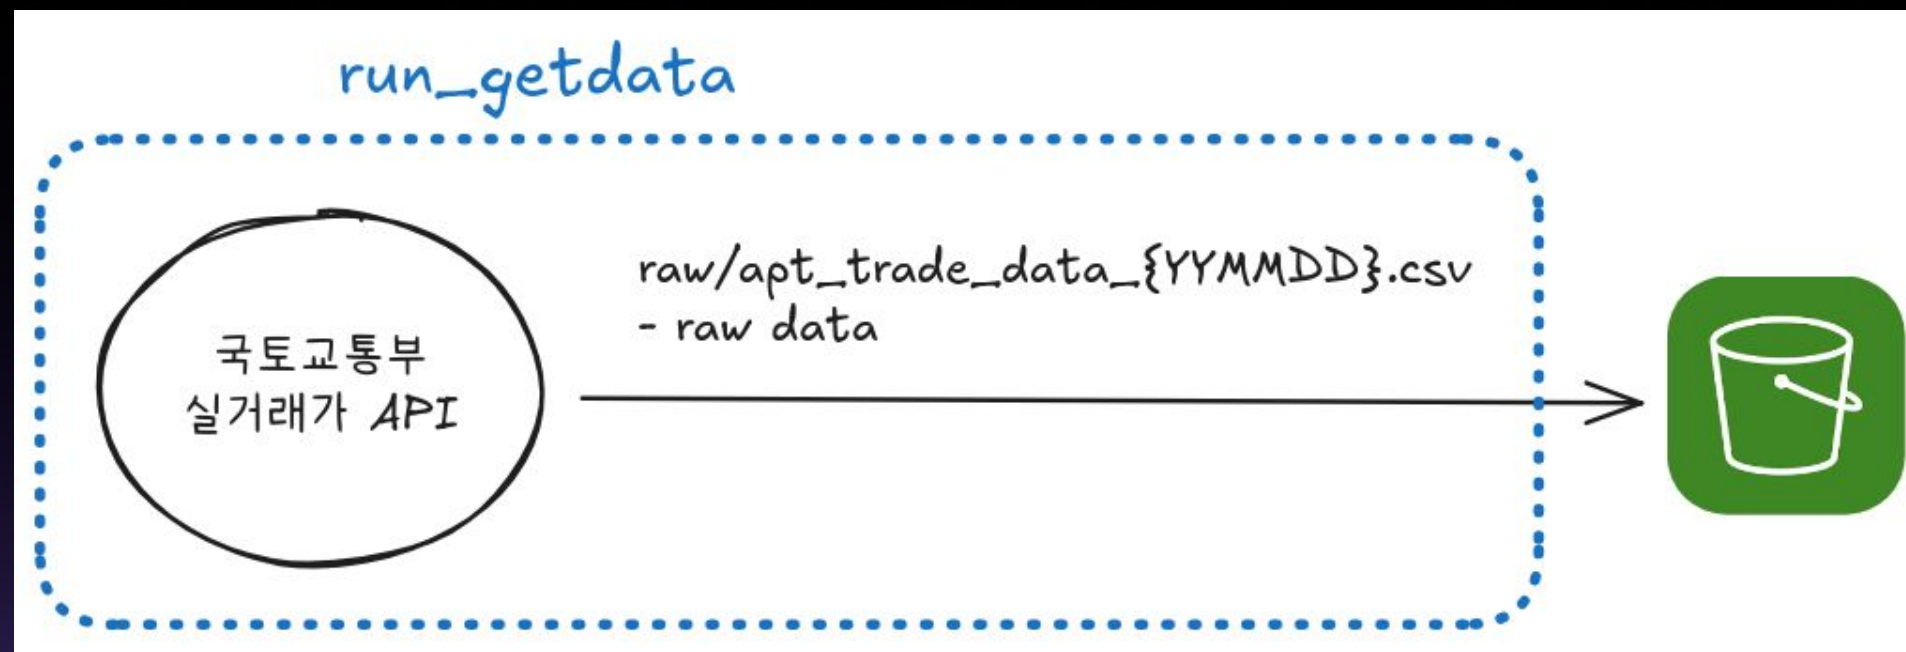 run_getdata
국토교통부
실거래가 API
raw/apt_trade_data_{YYMMDD}.csv
- raw data